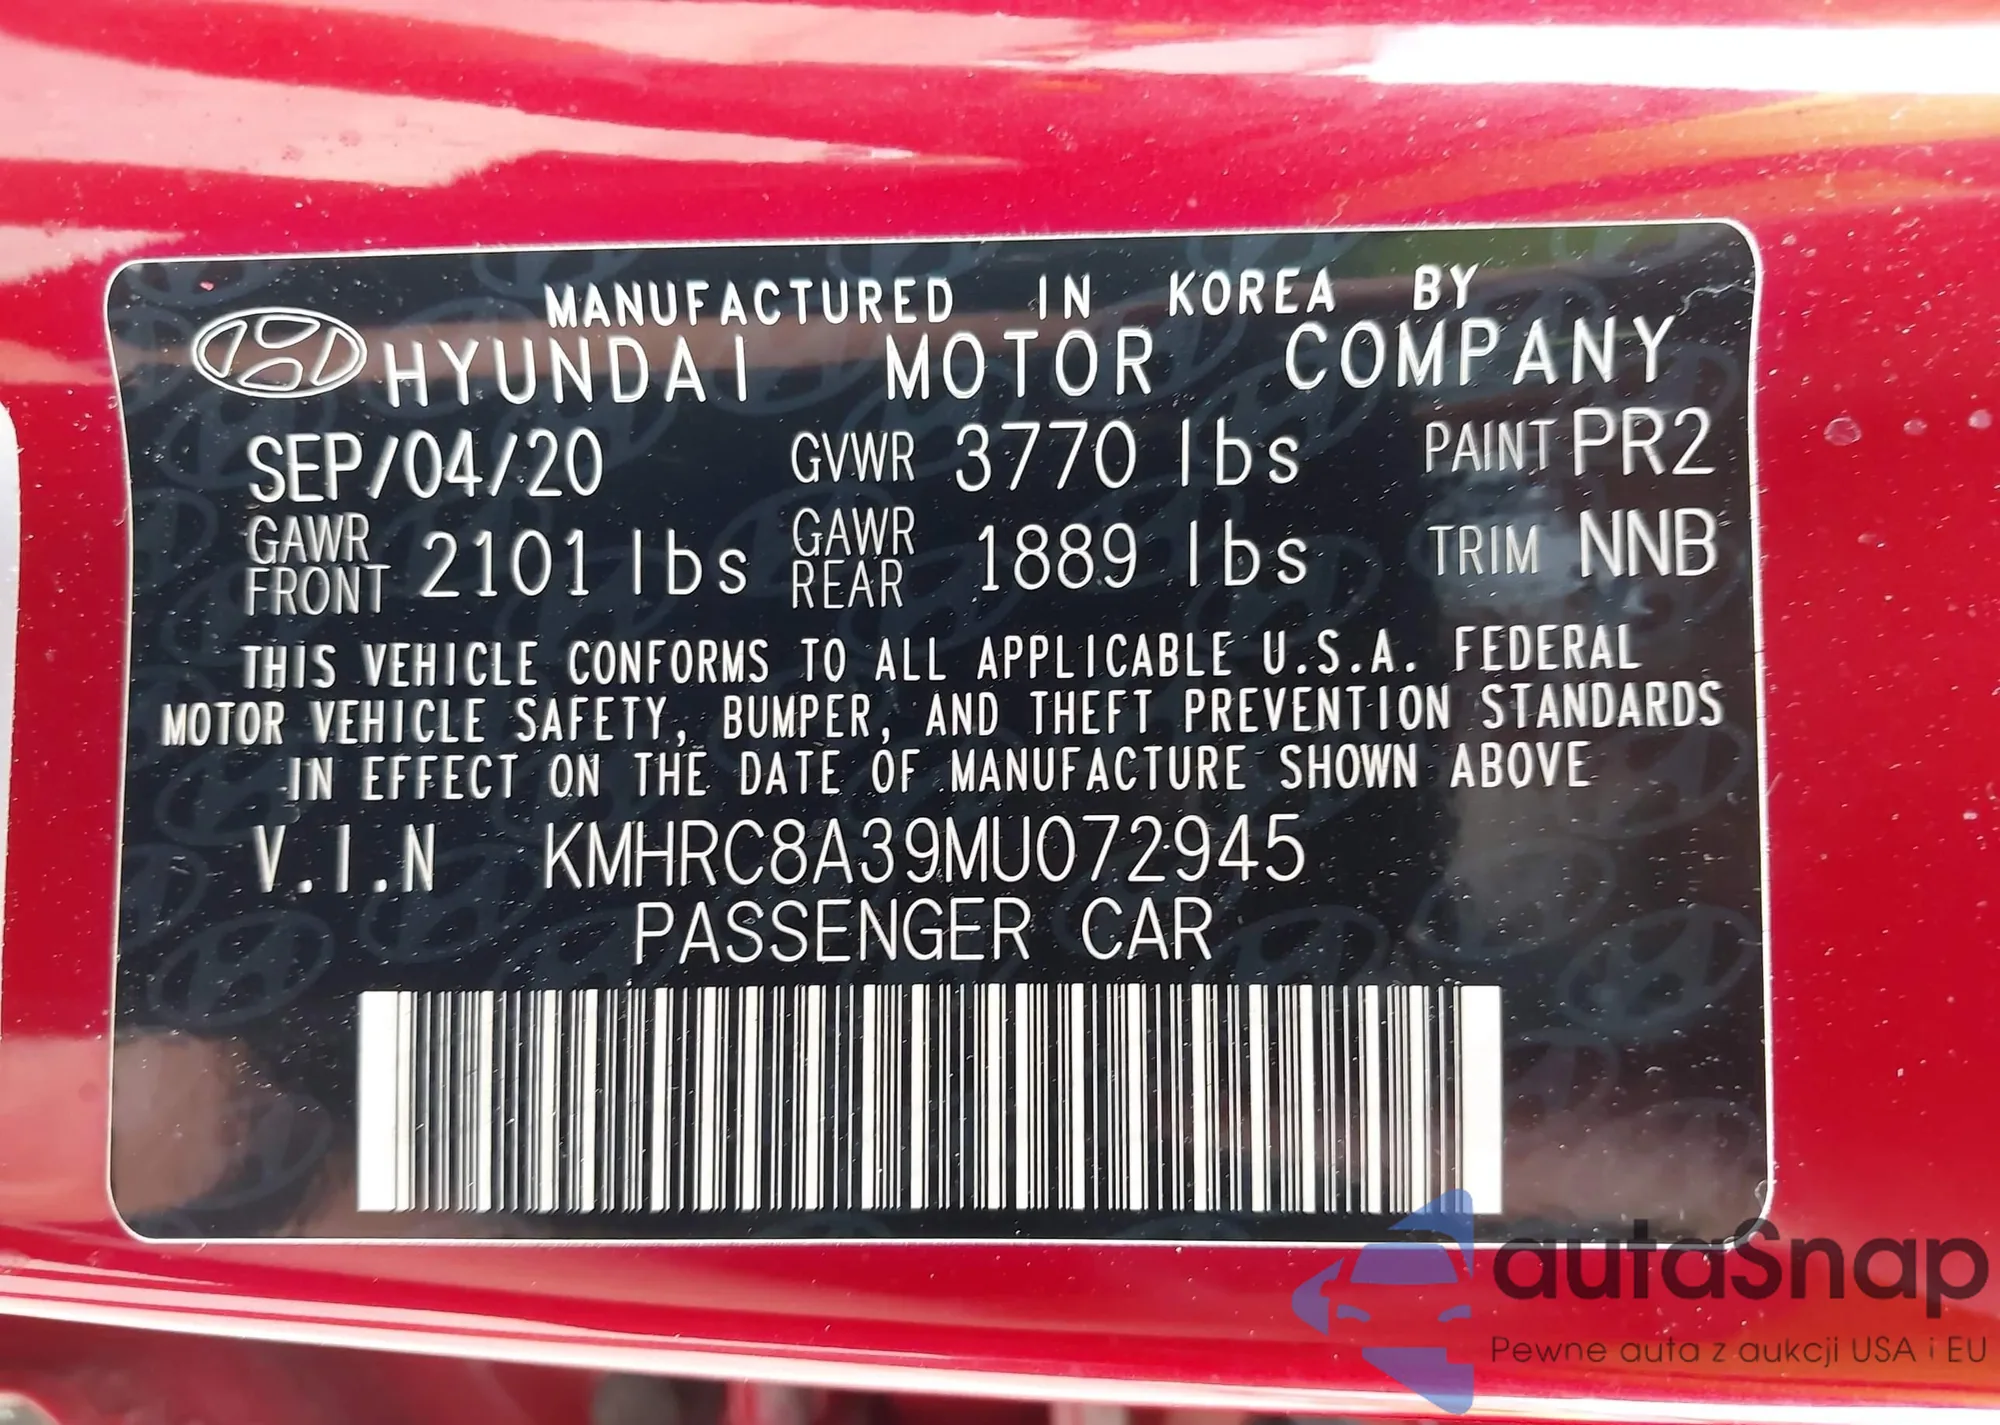 MANUFACTURED IN KOREA BY
HYUNDAI MOTOR COMPANY
SEP/04/20 GVWR 3770 lbs PAINT PR2
GAWR FRONT 2101 lbs GAWR REAR 1889 lbs TRIM NNB
THIS VEHICLE CONFORMS TO ALL APPLICABLE U.S.A. FEDERAL
MOTOR VEHICLE SAFETY, BUMPER, AND THEFT PREVENTION STANDARDS
IN EFFECT ON THE DATE OF MANUFACTURE SHOWN ABOVE
V.I.N KMHRC8A39MU072945
PASSENGER CAR
autaSnap
Pewne auta z aukcji USA i EU